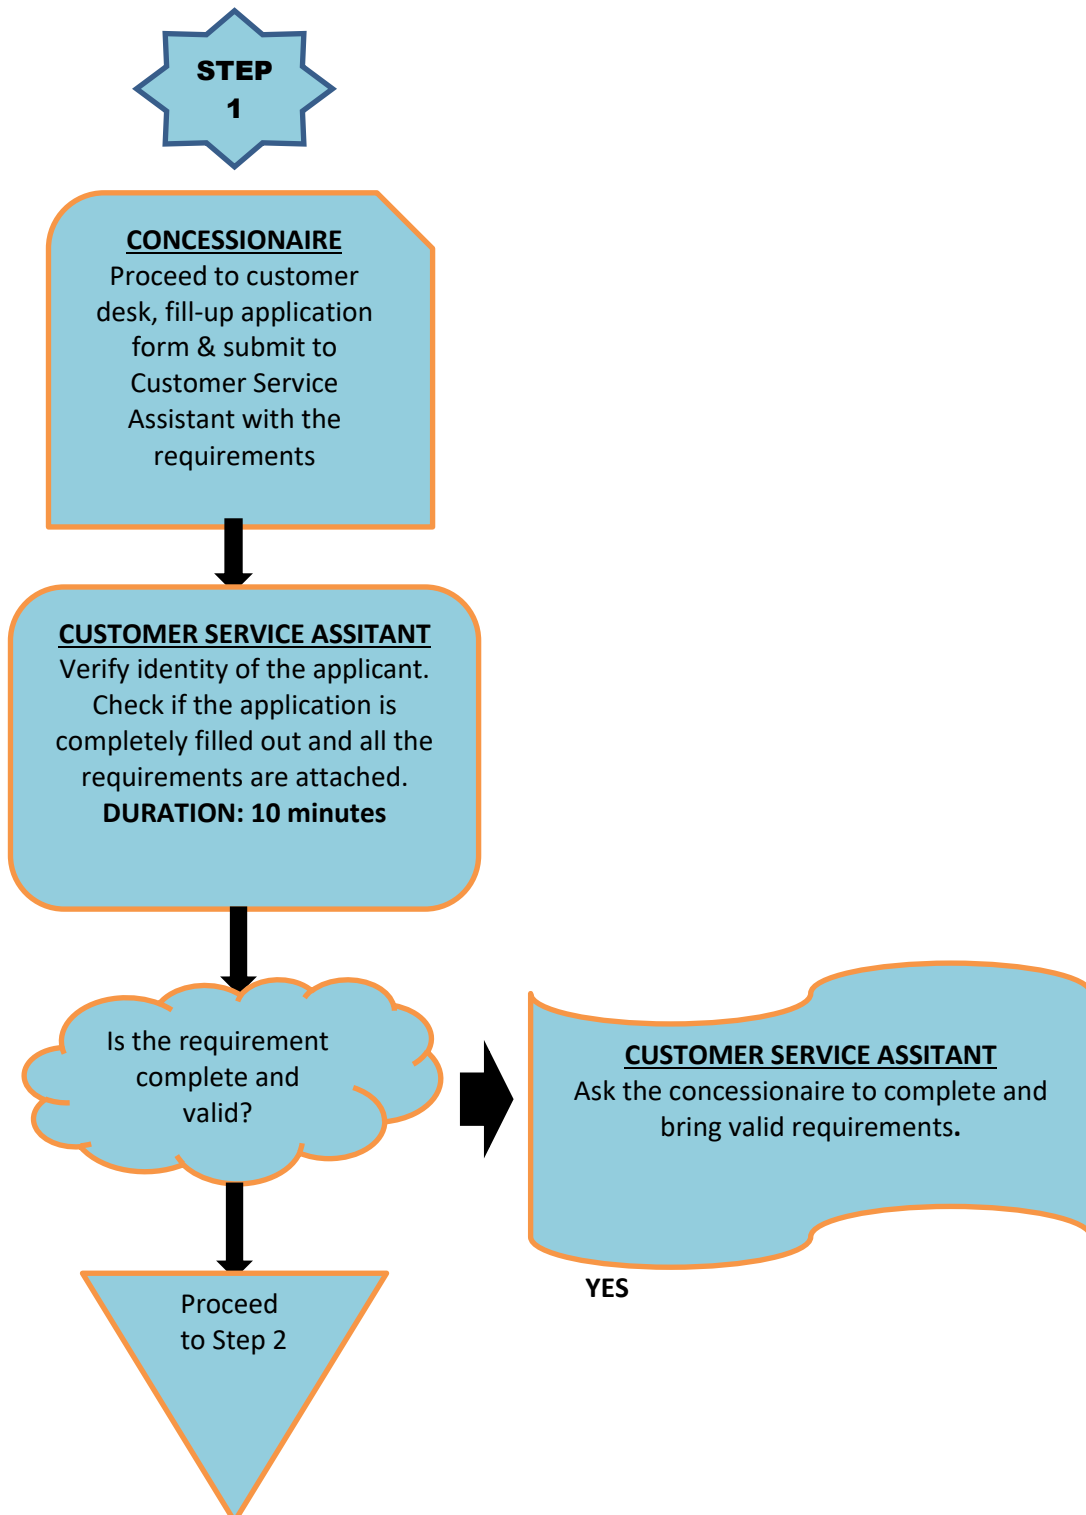 STEP
1
CONCESSIONAIRE
Proceed to customer
desk, fill-up application
form & submit to
Customer Service
Assistant with the
requirements
CUSTOMER SERVICE ASSITANT
Verify identity of the applicant.
Check if the application is
completely filled out and all the
requirements are attached.
DURATION: 10 minutes
Is the requirement
complete and
valid?
CUSTOMER SERVICE ASSITANT
Ask the concessionaire to complete and
bring valid requirements.
YES
Proceed
to Step 2